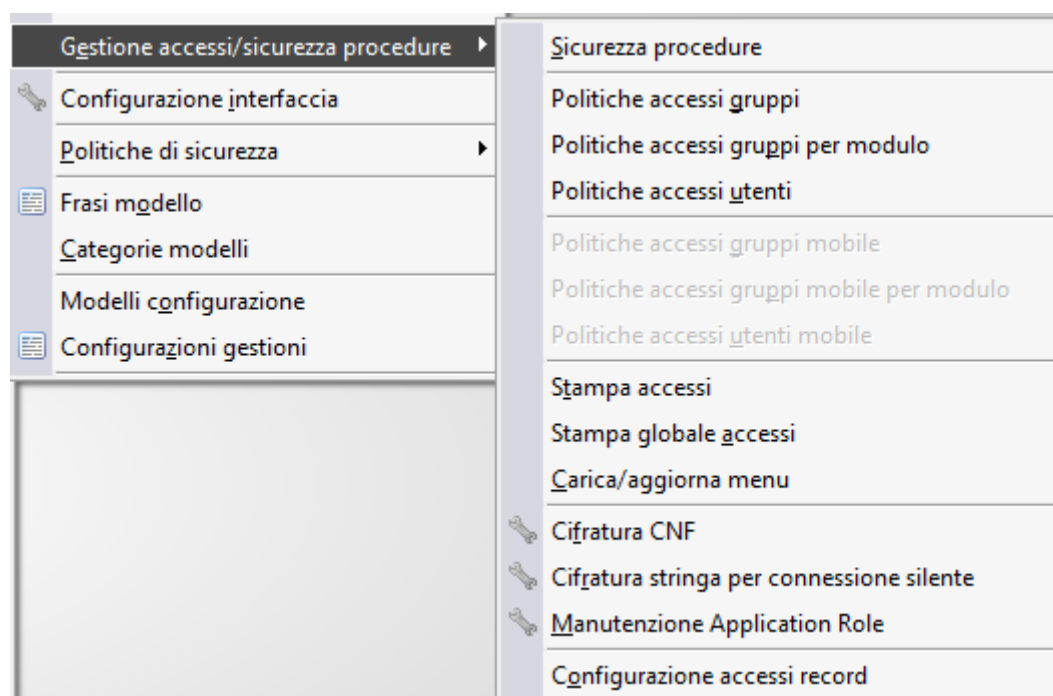 Gestione accessi/sicurezza procedure
Configurazione interfaccia
Politiche di sicurezza
Frasi modello
Categorie modelli
Modelli configurazione
Configurazioni gestioni
Sicurezza procedure
Politiche accessi gruppi
Politiche accessi gruppi per modulo
Politiche accessi utenti
Politiche accessi gruppi mobile
Politiche accessi gruppi mobile per modulo
Politiche accessi utenti mobile
Stampa accessi
Stampa globale accessi
Carica/aggiorna menu
Cifratura CNF
Cifratura stringa per connessione silente
Manutenzione Application Role
Configurazione accessi record